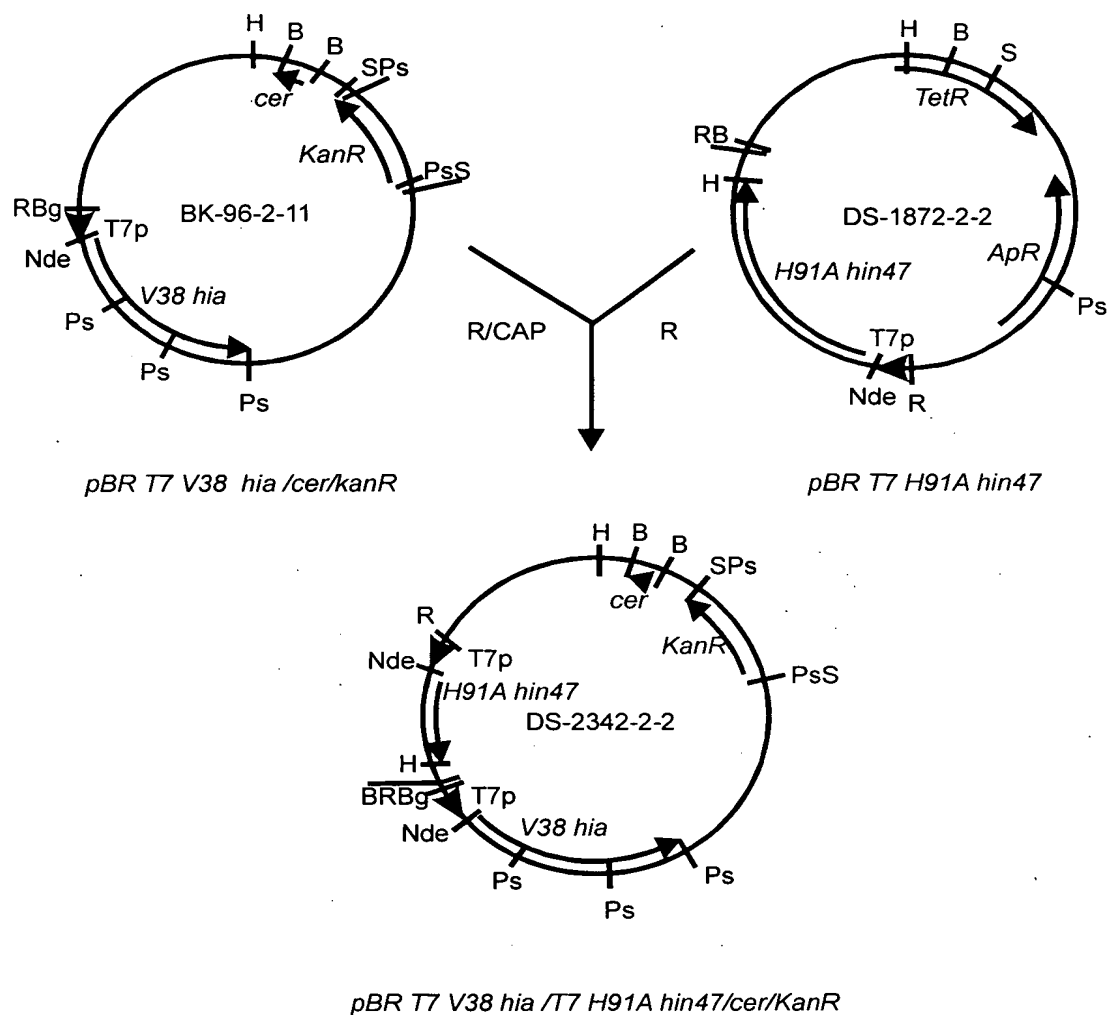 H
B
B
SPs
cer
KanR
PsS
RBg
T7p
BK-96-2-11
Nde
V38 hia
Ps
Ps
Ps
pBR T7 V38 hia /cer/kanR
H
B
S
TetR
RB
H
DS-1872-2-2
ApR
H91A hin47
Ps
T7p
Nde
R
pBR T7 H91A hin47
R/CAP
R
H
B
B
SPs
cer
R
KanR
T7p
Nde
PsS
H91A hin47
DS-2342-2-2
H
BRBg
T7p
Nde
V38 hia
Ps
Ps
Ps
pBR T7 V38 hia /T7 H91A hin47/cer/KanR